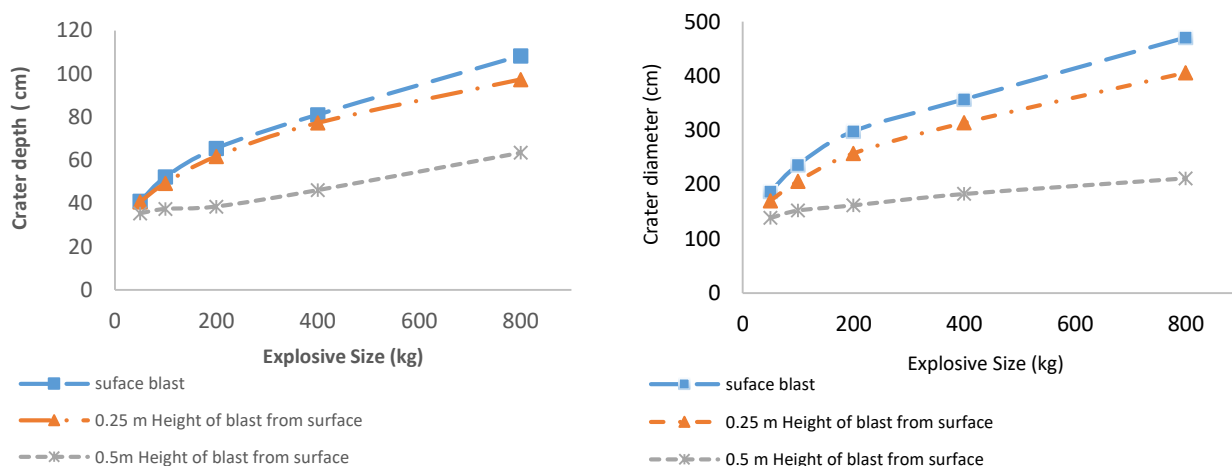 120
100
80
60
40
20
0
Crater depth ( cm)
0 200 400 600 800
Explosive Size (kg)
suface blast
0.25 m Height of blast from surface
0.5m Height of blast from surface
500
400
300
200
100
0
Crater diameter (cm)
0 200 400 600 800
Explosive Size (kg)
suface blast
0.25 m Height of blast from surface
0.5 m Height of blast from surface